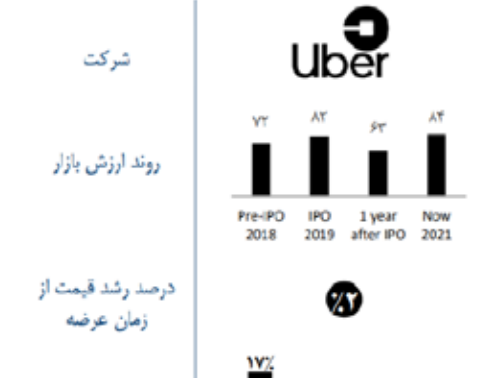 شرکت
Uber
روند ارزش بازار
۷۲ ۸۳ ۶۳ ۸۴
Pre-IPO IPO 1 year Now
2018 2019 after IPO 2021
درصد رشد قیمت از
زمان عرضه
٪۲
۱۷٪